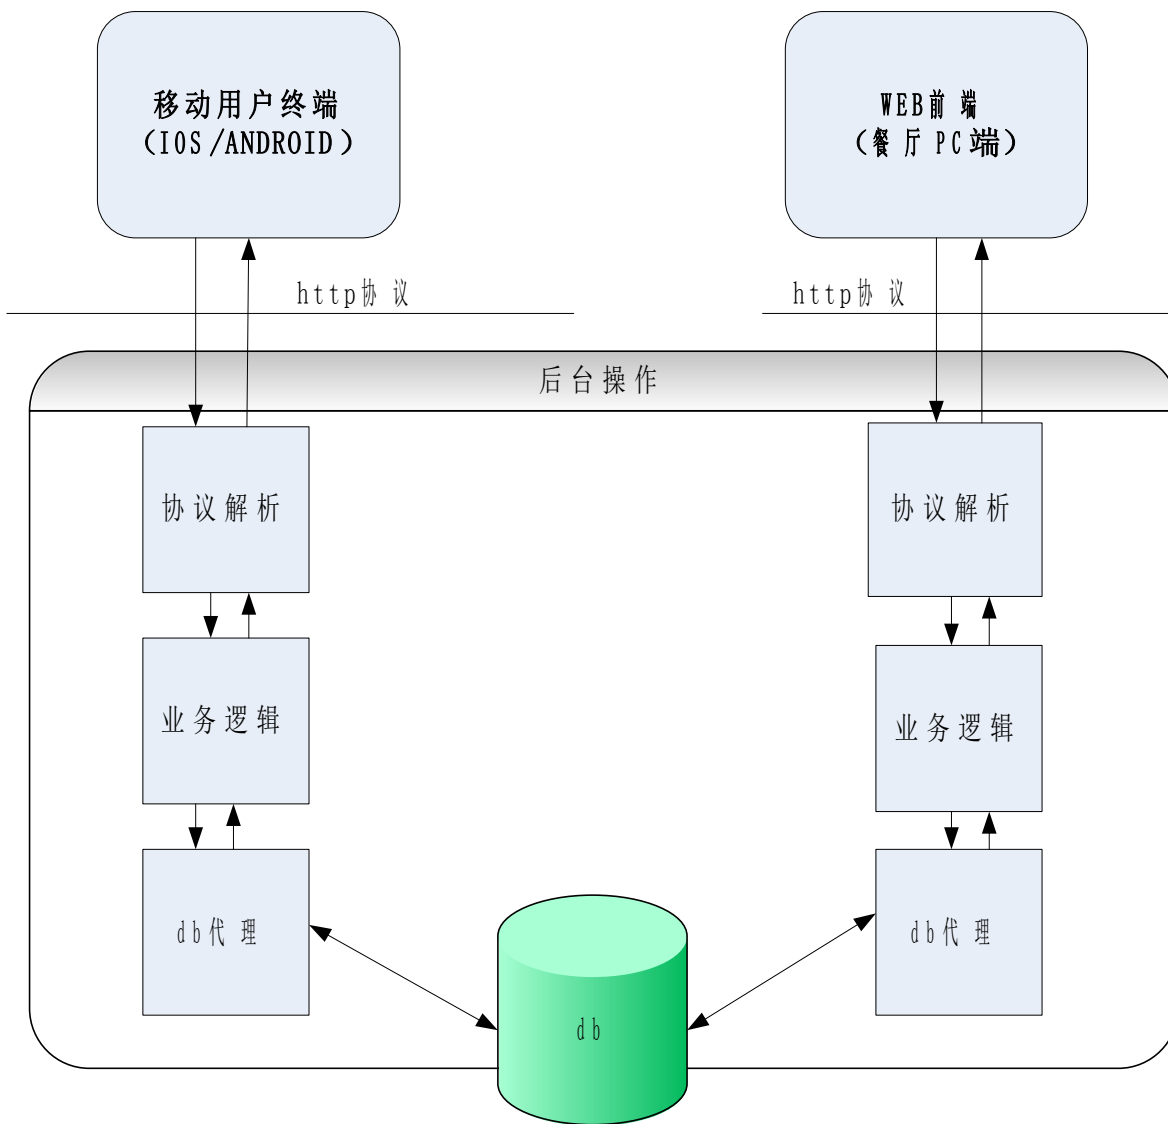 移动用户终端
（IOS/ANDROID）
WEB前端
（餐厅PC端）
http协议
http协议
后台操作
协议解析
协议解析
业务逻辑
业务逻辑
db代理
db代理
db